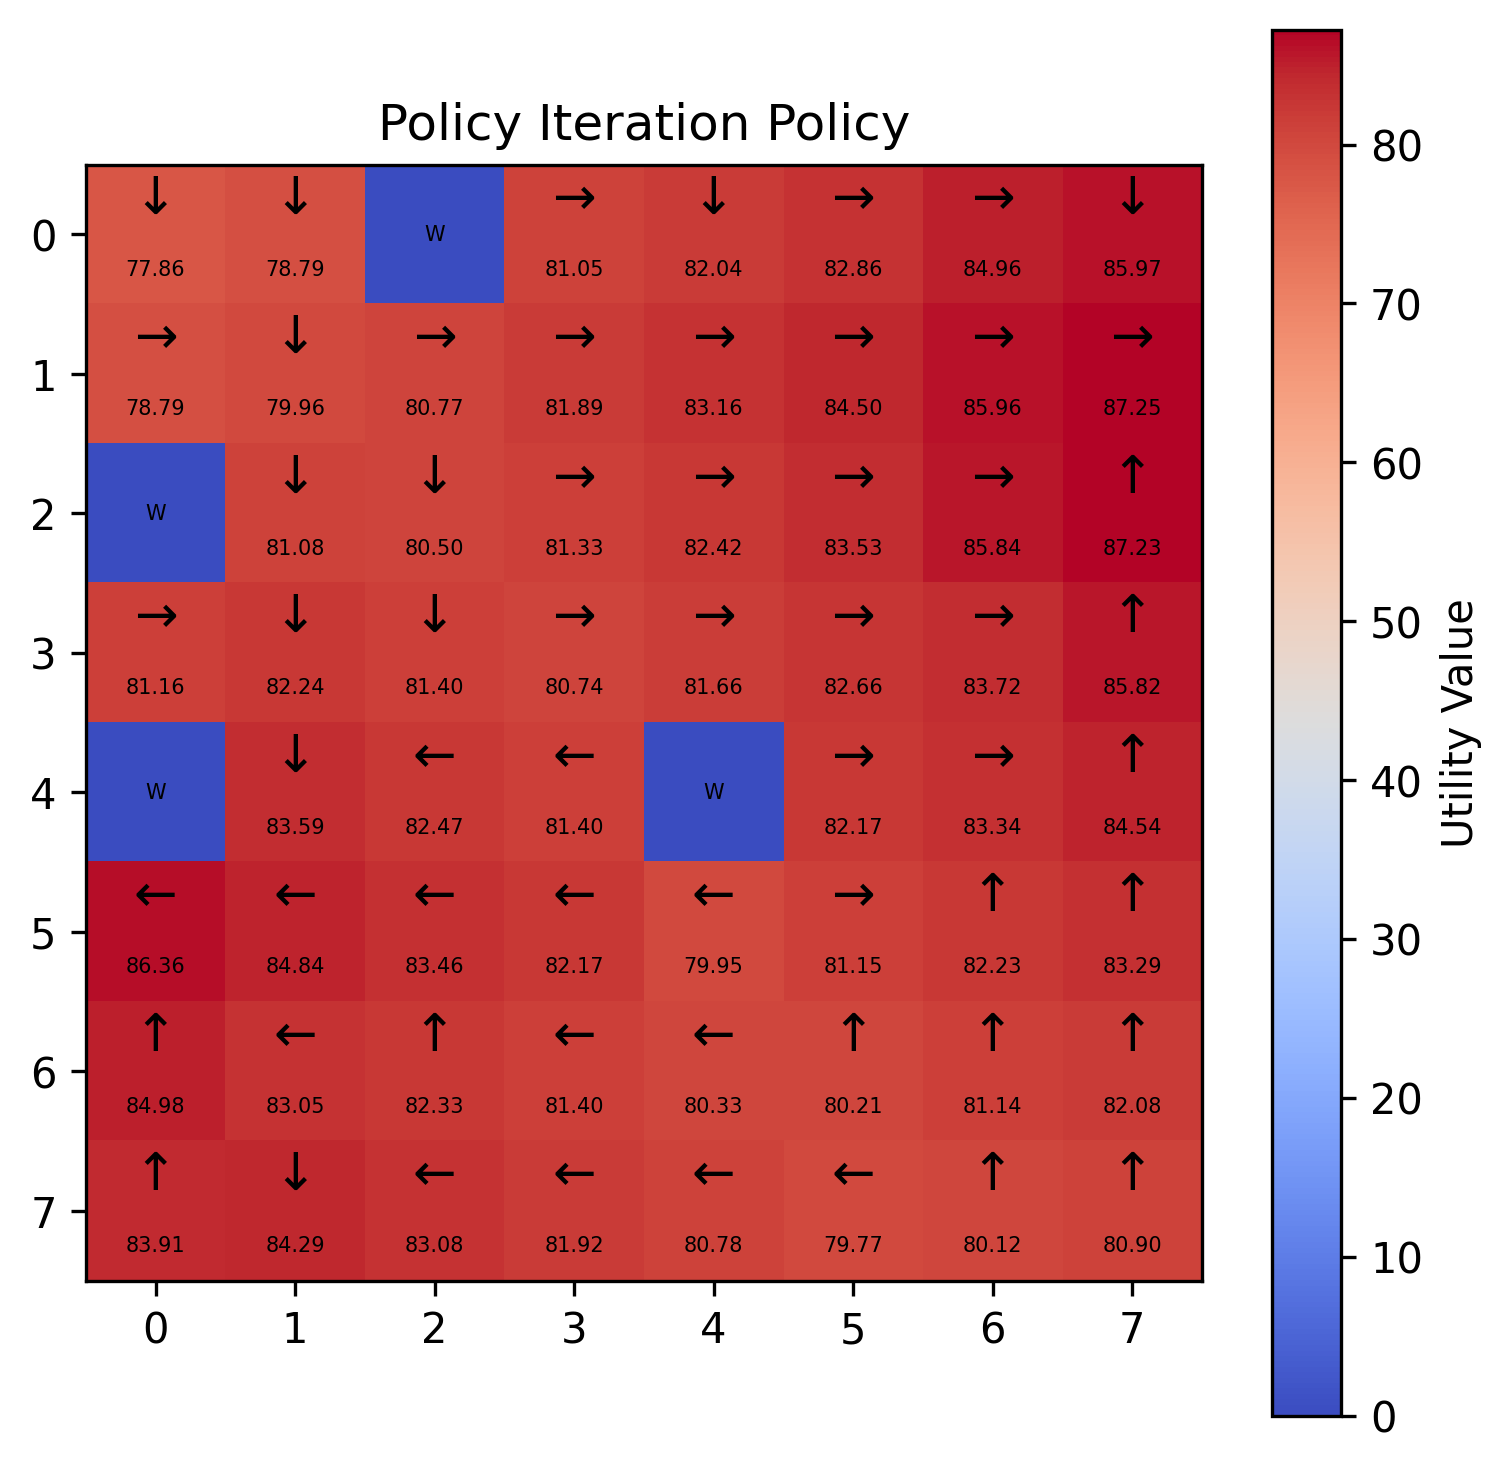 Policy Iteration Policy
0 ↓ ↓ W → ↓ → → ↓
77.86 78.79 81.05 82.04 82.86 84.96 85.97
1 → ↓ → → → → → →
78.79 79.96 80.77 81.89 83.16 84.50 85.96 87.25
2 W ↓ ↓ → → → → ↑
81.08 80.50 81.33 82.42 83.53 85.84 87.23
3 → ↓ ↓ → → → → ↑
81.16 82.24 81.40 80.74 81.66 82.66 83.72 85.82
4 W ↓ ← ← W → → ↑
83.59 82.47 81.40 82.17 83.34 84.54
5 ← ← ← ← ← → ↑ ↑
86.36 84.84 83.46 82.17 79.95 81.15 82.23 83.29
6 ↑ ← ↑ ← ← ↑ ↑ ↑
84.98 83.05 82.33 81.40 80.33 80.21 81.14 82.08
7 ↑ ↓ ← ← ← ← ↑ ↑
83.91 84.29 83.08 81.92 80.78 79.77 80.12 80.90
0 1 2 3 4 5 6 7
80
70
60
50
40
30
20
10
0
Utility Value